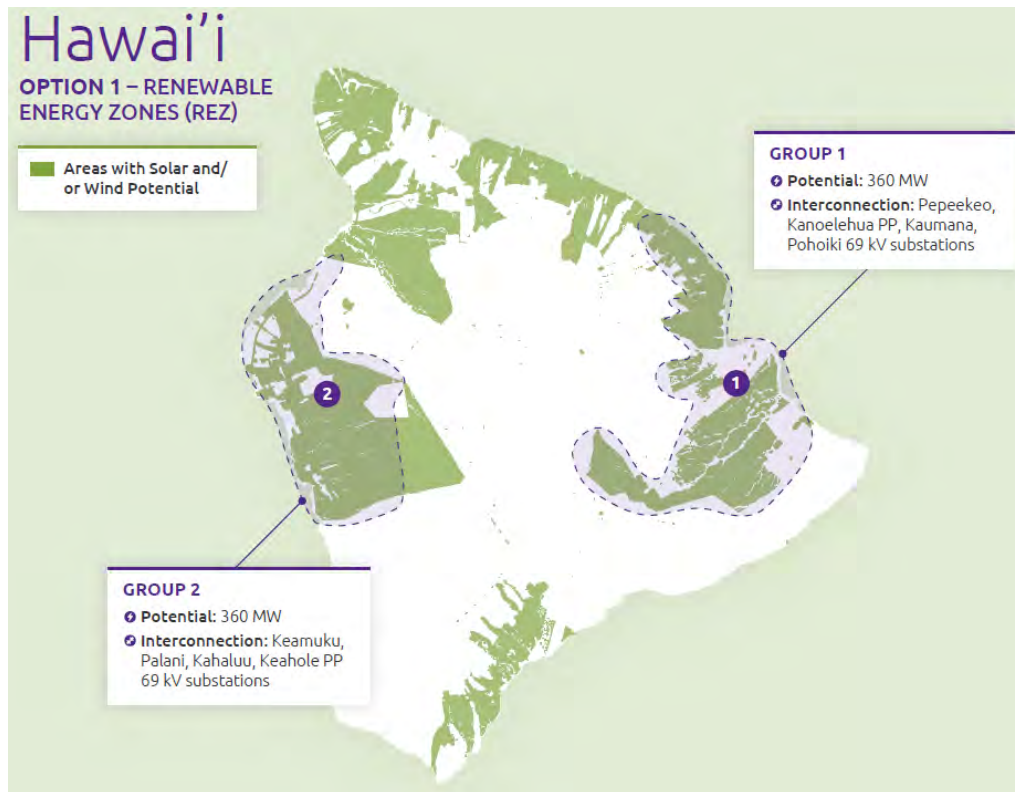 Hawai'i
OPTION 1 – RENEWABLE
ENERGY ZONES (REZ)
Areas with Solar and/
or Wind Potential
GROUP 1
Potential: 360 MW
Interconnection: Pepeekeo,
Kanoelehua PP, Kaumana,
Pohoiki 69 kV substations
1
2
GROUP 2
Potential: 360 MW
Interconnection: Keamuku,
Palani, Kahaluu, Keahole PP
69 kV substations